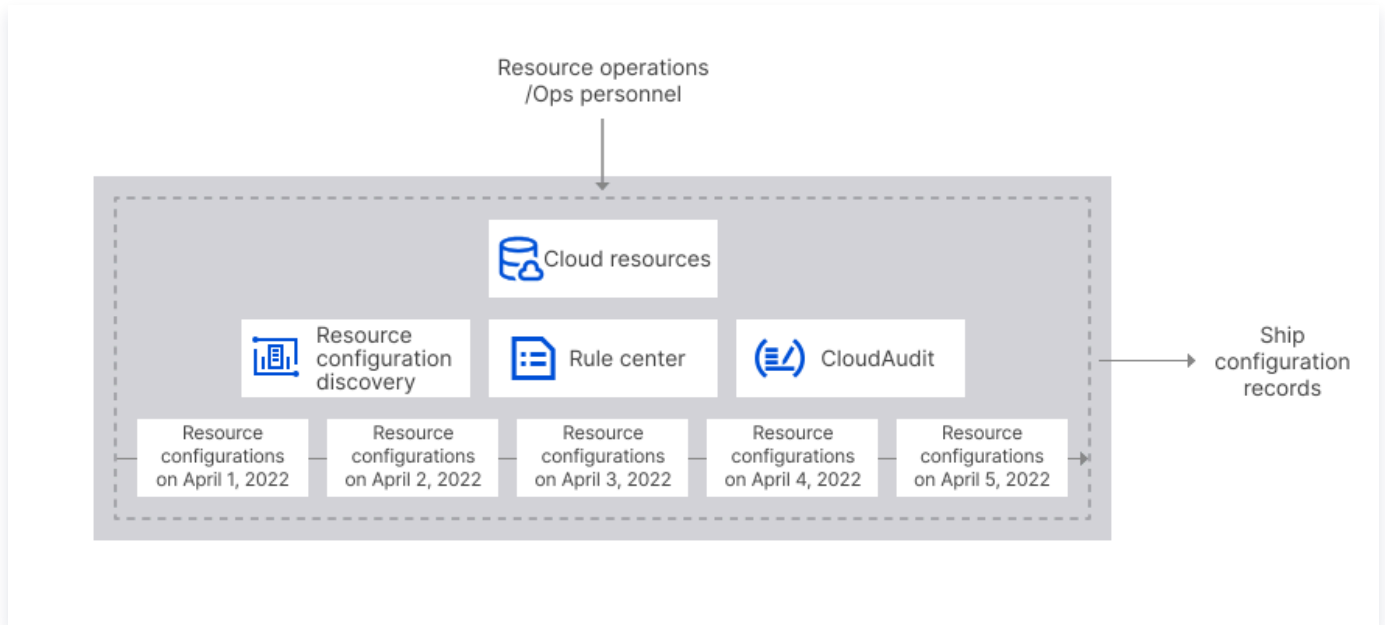 Resource operations
/Ops personnel
Cloud resources
Resource
configuration
discovery
Rule center
CloudAudit
Ship
configuration
records
Resource
configurations
on April 1, 2022
Resource
configurations
on April 2, 2022
Resource
configurations
on April 3, 2022
Resource
configurations
on April 4, 2022
Resource
configurations
on April 5, 2022